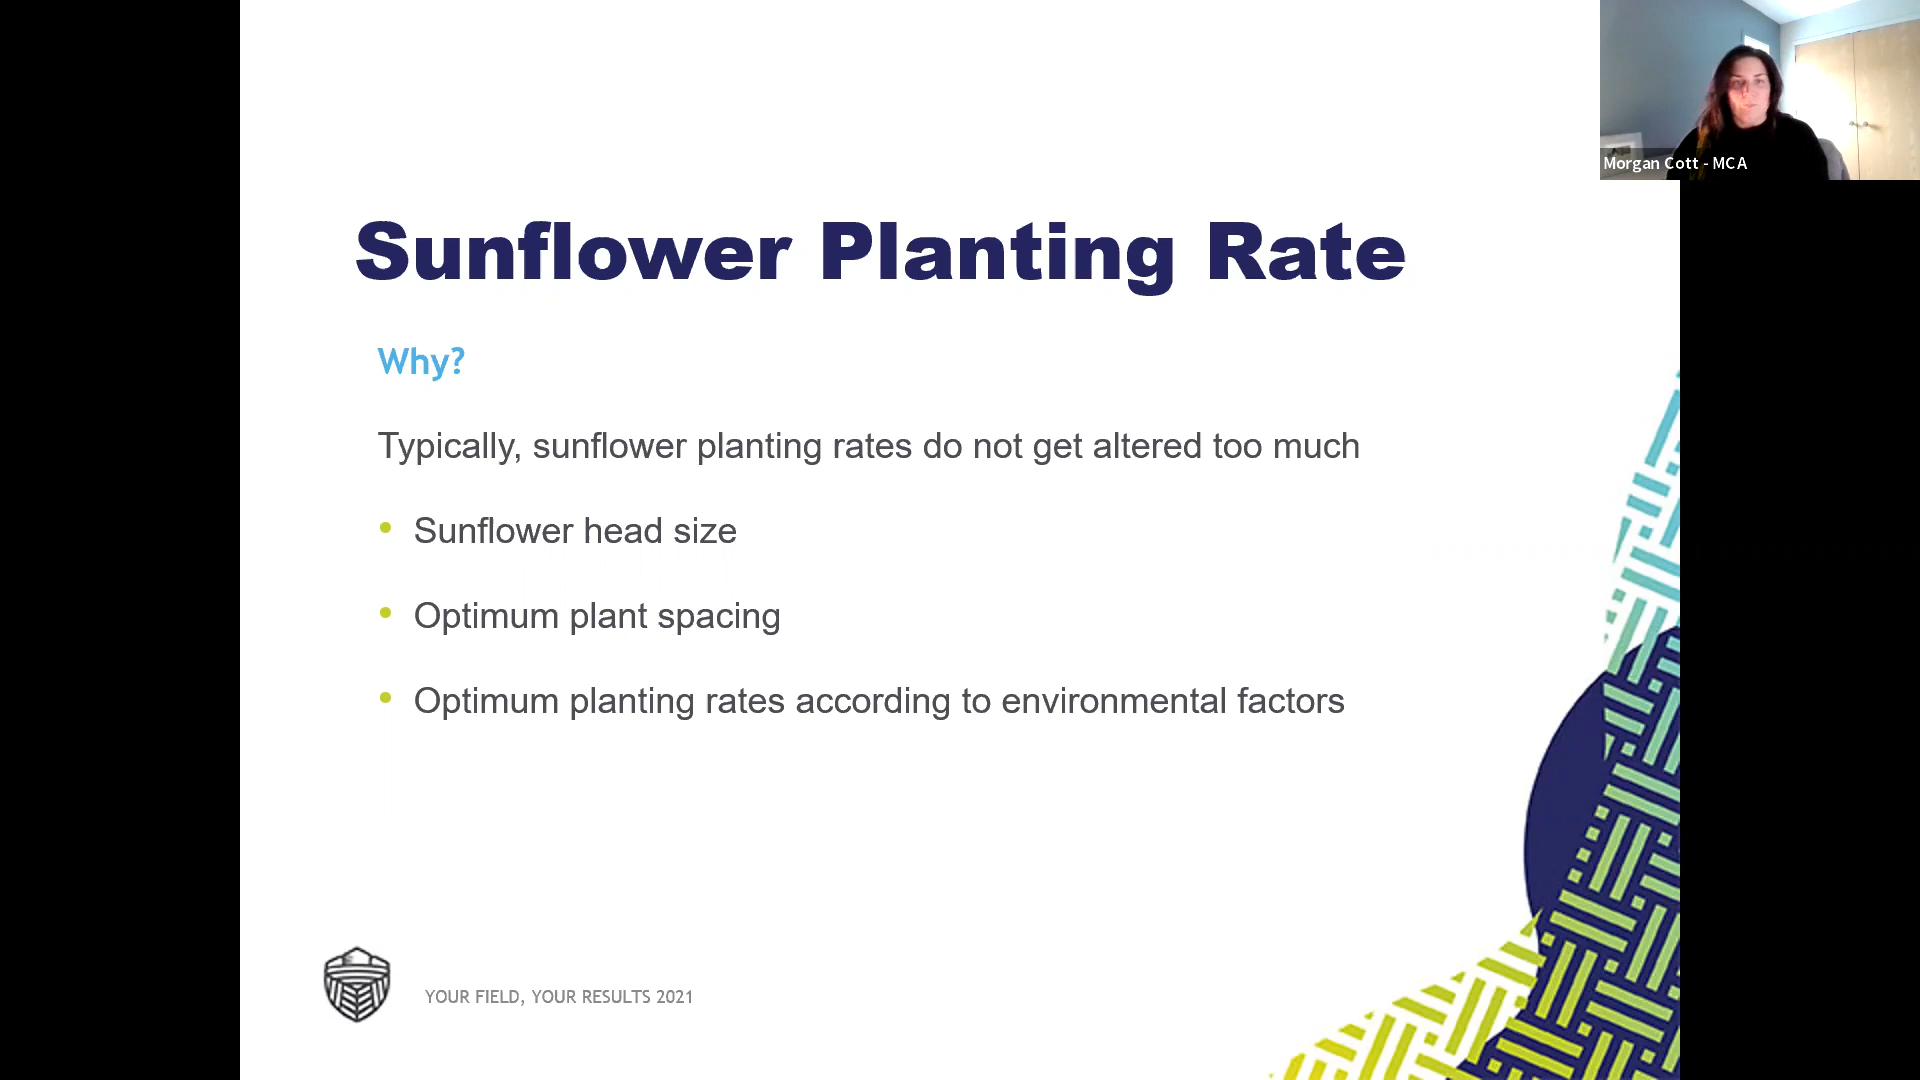 Morgan Cott - MCA
Sunflower Planting Rate
Why?
Typically, sunflower planting rates do not get altered too much
• Sunflower head size
• Optimum plant spacing
• Optimum planting rates according to environmental factors
YOUR FIELD, YOUR RESULTS 2021